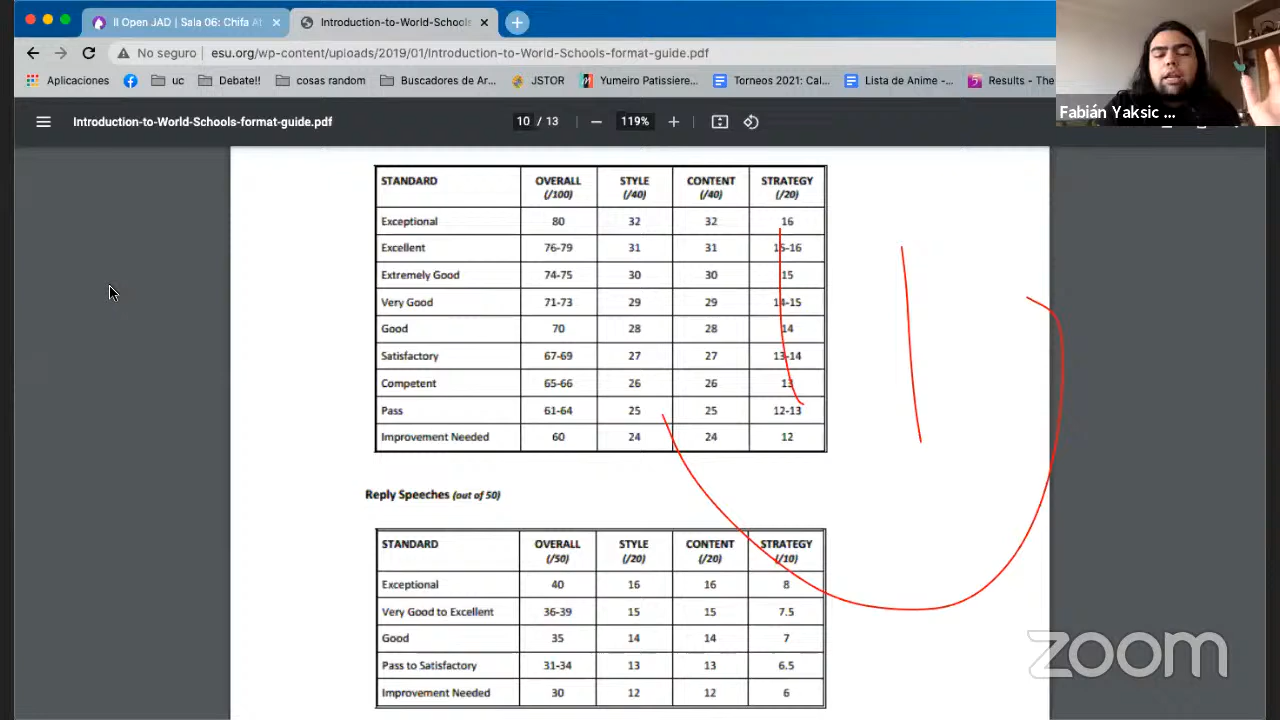 II Open JAD | Sala 06: Chifa At
Introduction-to-World-Schools
No seguro esu.org/wp-content/uploads/2019/01/Introduction-to-World-Schools-format-guide.pdf
Aplicaciones uc Debate!! cosas random Buscadores de Ar... JSTOR Yumeiro Patissiere... Torneos 2021: Cal... Lista de Anime -... Results - The
Fabián Yaksic ...
Introduction-to-World-Schools-format-guide.pdf 10 / 13 119%
STANDARD OVERALL (/100) STYLE (/40) CONTENT (/40) STRATEGY (/20)
Exceptional 80 32 32 16
Excellent 76-79 31 31 15-16
Extremely Good 74-75 30 30 15
Very Good 71-73 29 29 14-15
Good 70 28 28 14
Satisfactory 67-69 27 27 13-14
Competent 65-66 26 26 13
Pass 61-64 25 25 12-13
Improvement Needed 60 24 24 12
Reply Speeches (out of 50)
STANDARD OVERALL (/50) STYLE (/20) CONTENT (/20) STRATEGY (/10)
Exceptional 40 16 16 8
Very Good to Excellent 36-39 15 15 7.5
Good 35 14 14 7
Pass to Satisfactory 31-34 13 13 6.5
Improvement Needed 30 12 12 6
zoom